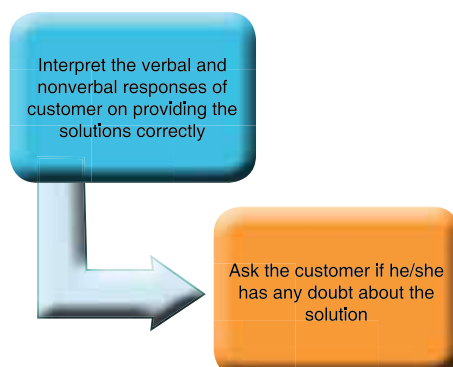 Interpret the verbal and
nonverbal responses of
customer on providing the
solutions correctly
Ask the customer if he/she
has any doubt about the
solution